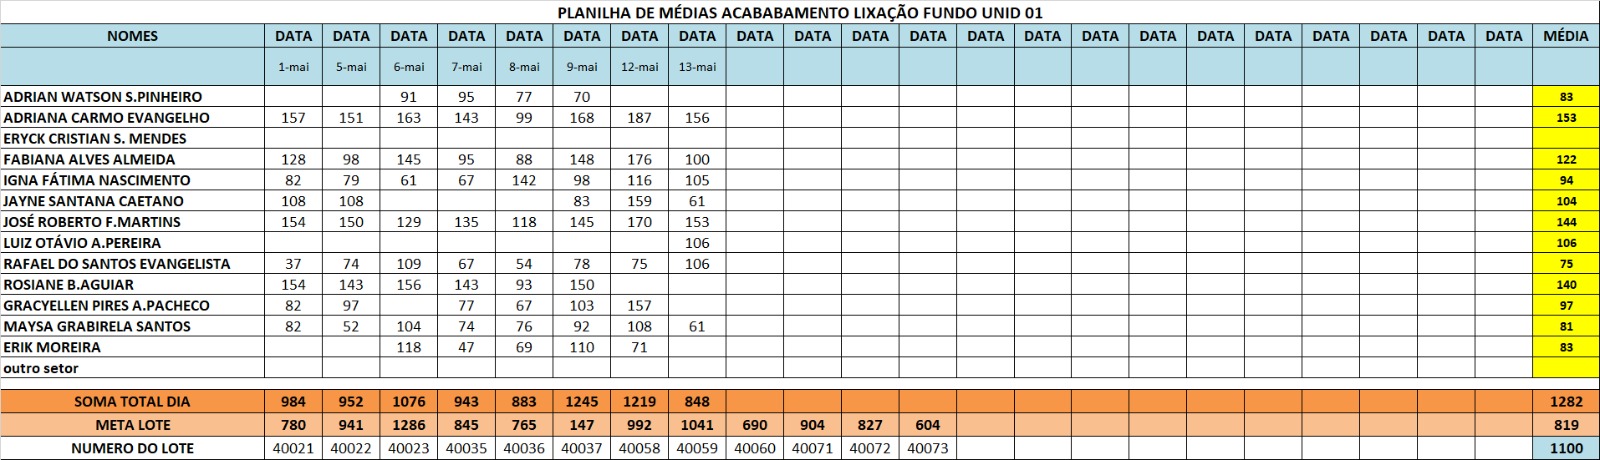 PLANILHA DE MÉDIAS ACABABAMENTO LIXAÇÃO FUNDO UNID 01
NOMES DATA DATA DATA DATA DATA DATA DATA DATA DATA DATA DATA DATA DATA DATA DATA DATA DATA DATA DATA DATA DATA DATA MÉDIA
1-mai 5-mai 6-mai 7-mai 8-mai 9-mai 12-mai 13-mai
ADRIAN WATSON S.PINHEIRO 91 95 77 70 83
ADRIANA CARMO EVANGELHO 157 151 163 143 99 168 187 156 153
ERYCK CRISTIAN S. MENDES
FABIANA ALVES ALMEIDA 128 98 145 95 88 148 176 100 122
IGNA FÁTIMA NASCIMENTO 82 79 61 67 142 98 116 105 94
JAYNE SANTANA CAETANO 108 108 83 159 61 104
JOSÉ ROBERTO F.MARTINS 154 150 129 135 118 145 170 153 144
LUIZ OTÁVIO A.PEREIRA 106 106
RAFAEL DO SANTOS EVANGELISTA 37 74 109 67 54 78 75 106 75
ROSIANE B.AGUIAR 154 143 156 143 93 150 140
GRACYELLEN PIRES A.PACHECO 82 97 77 67 103 157 97
MAYSA GRABIRELA SANTOS 82 52 104 74 76 92 108 61 81
ERIK MOREIRA 118 47 69 110 71 83
outro setor
SOMA TOTAL DIA 984 952 1076 943 883 1245 1219 848 1282
META LOTE 780 941 1286 845 765 147 992 1041 690 904 827 604 819
NUMERO DO LOTE 40021 40022 40023 40035 40036 40037 40058 40059 40060 40071 40072 40073 1100